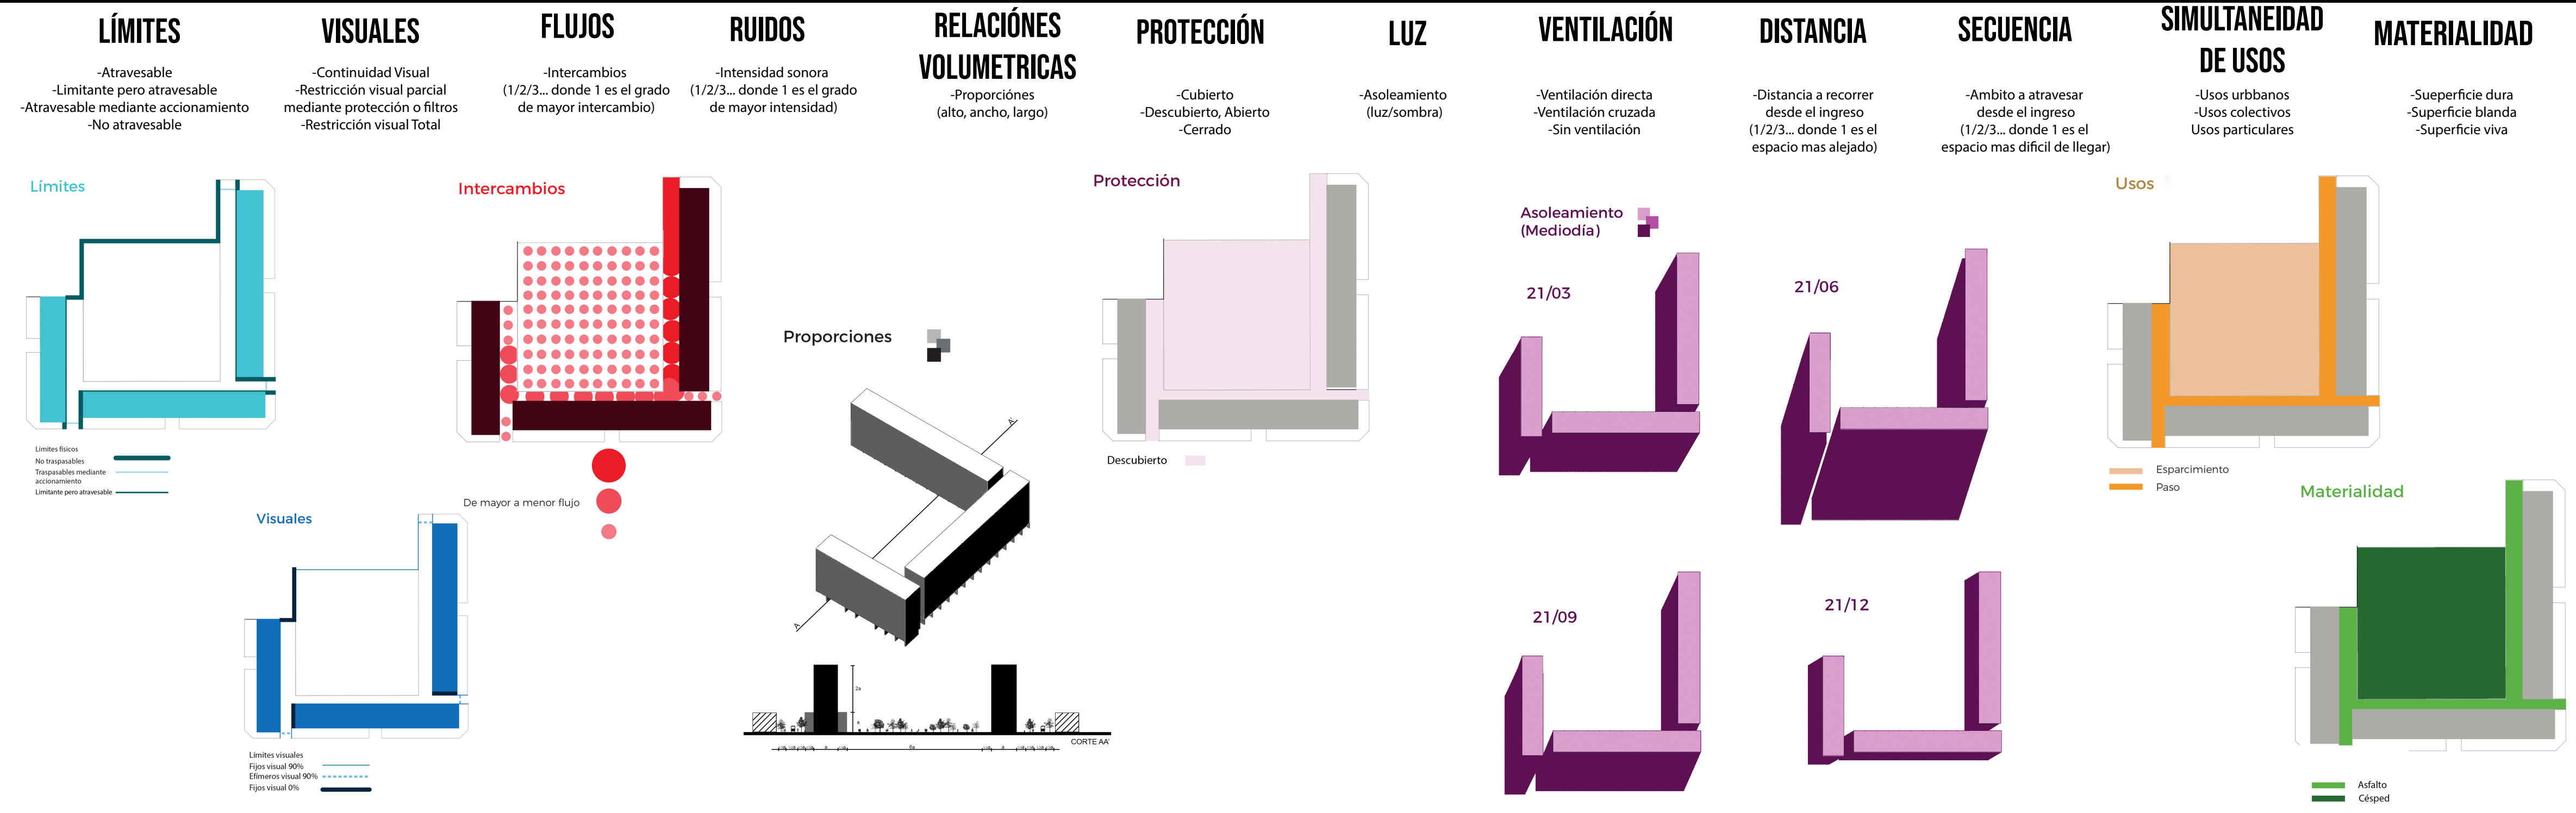 LÍMITES
-Atravesable
-Limitante pero atravesable
-Atravesable mediante accionamiento
-No atravesable
VISUALES
-Continuidad Visual
-Restricción visual parcial
mediante protección o filtros
-Restricción visual Total
FLUJOS
-Intercambios
(1/2/3... donde 1 es el grado
de mayor intercambio)
RUIDOS
-Intensidad sonora
(1/2/3... donde 1 es el grado
de mayor intensidad)
RELACIÓNES
VOLUMETRICAS
-Proporciónes
(alto, ancho, largo)
PROTECCIÓN
-Cubierto
-Descubierto, Abierto
-Cerrado
LUZ
-Asoleamiento
(luz/sombra)
VENTILACIÓN
-Ventilación directa
-Ventilación cruzada
-Sin ventilación
DISTANCIA
-Distancia a recorrer
desde el ingreso
(1/2/3... donde 1 es el
espacio mas alejado)
SECUENCIA
-Ambito a atravesar
desde el ingreso
(1/2/3... donde 1 es el
espacio mas dificil de llegar)
SIMULTANEIDAD
DE USOS
-Usos urbbanos
-Usos colectivos
Usos particulares
MATERIALIDAD
-Sueperficie dura
-Superficie blanda
-Superficie viva
Límites
Límites físicos
No traspasables
Traspasables mediante
accionamiento
Limitante pero atravesable
Visuales
Límites visuales
Fijos visual 90%
Efímeros visual 90%
Fijos visual 0%
Intercambios
De mayor a menor flujo
Proporciones
A'
A
2a
a
6a
CORTE AA'
Protección
Descubierto
Asoleamiento
(Mediodía)
21/03
21/06
21/09
21/12
Usos
Esparcimiento
Paso
Materialidad
Asfalto
Césped